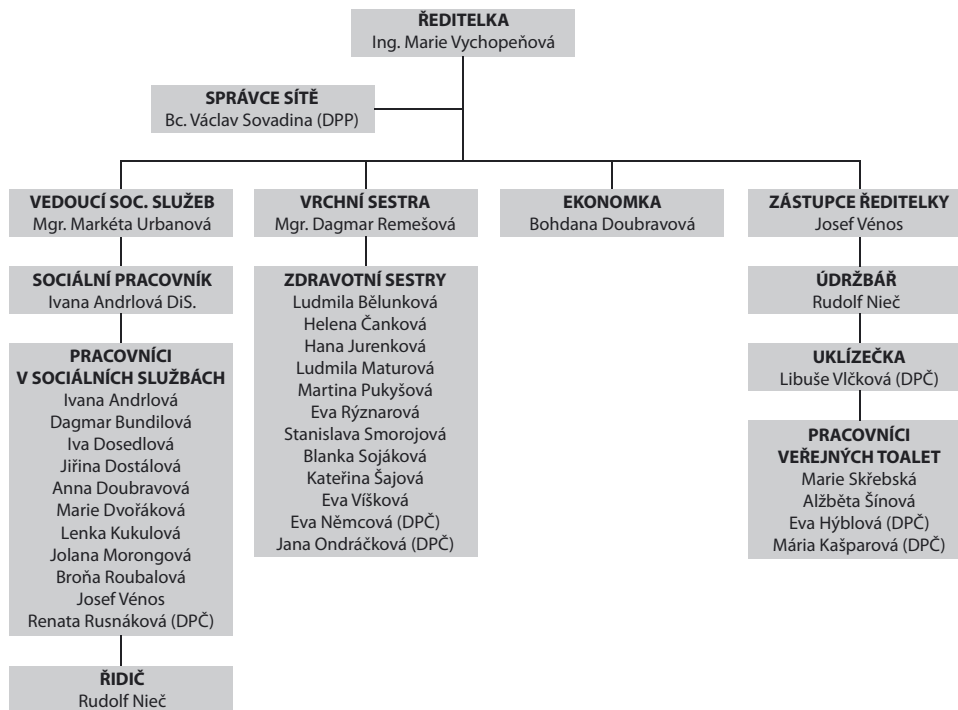 ŘEDITELKA
Ing. Marie Vychopeňová
SPRÁVCE SÍTĚ
Bc. Václav Sovadina (DPP)
VEDOUCÍ SOC. SLUŽEB
Mgr. Markéta Urbanová
SOCIÁLNÍ PRACOVNÍK
Ivana Andrlová DiS.
PRACOVNÍCI
V SOCIÁLNÍCH SLUŽBÁCH
Ivana Andrlová
Dagmar Bundilová
Iva Dosedlová
Jiřina Dostálová
Anna Doubravová
Marie Dvořáková
Lenka Kukulová
Jolana Morongová
Broňa Roubalová
Josef Vénos
Renata Rusnáková (DPČ)
ŘIDIČ
Rudolf Nieč
VRCHNÍ SESTRA
Mgr. Dagmar Remešová
ZDRAVOTNÍ SESTRY
Ludmila Bělunková
Helena Čanková
Hana Jurenková
Ludmila Maturová
Martina Pukyšová
Eva Rýznarová
Stanislava Smorojová
Blanka Sojáková
Kateřina Šajová
Eva Víšková
Eva Němcová (DPČ)
Jana Ondráčková (DPČ)
EKONOMKA
Bohdana Doubravová
ZÁSTUPCE ŘEDITELKY
Josef Vénos
ÚDRŽBÁŘ
Rudolf Nieč
UKLÍZEČKA
Libuše Vlčková (DPČ)
PRACOVNÍCI
VEŘEJNÝCH TOALET
Marie Skřebská
Alžběta Šínová
Eva Hýblová (DPČ)
Mária Kašparová (DPČ)